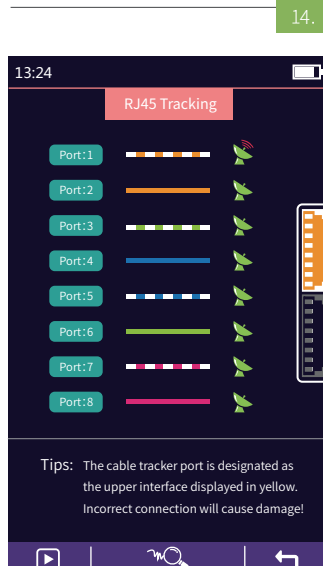 14.
13:24
RJ45 Tracking
Port:1
Port:2
Port:3
Port:4
Port:5
Port:6
Port:7
Port:8
Tips: The cable tracker port is designated as
the upper interface displayed in yellow.
Incorrect connection will cause damage!